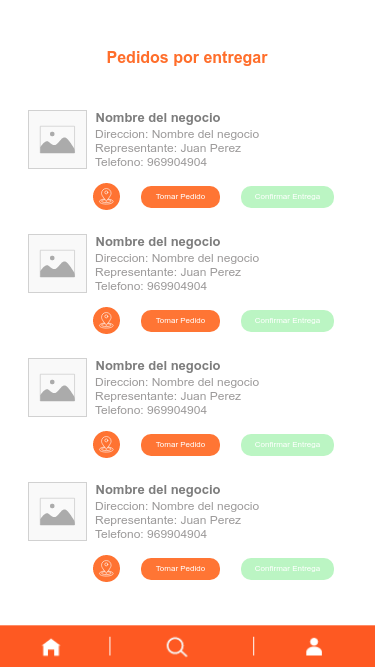 Pedidos por entregar
Nombre del negocio
Direccion: Nombre del negocio
Representante: Juan Perez
Telefono: 969904904
Tomar Pedido Confirmar Entrega
Nombre del negocio
Direccion: Nombre del negocio
Representante: Juan Perez
Telefono: 969904904
Tomar Pedido Confirmar Entrega
Nombre del negocio
Direccion: Nombre del negocio
Representante: Juan Perez
Telefono: 969904904
Tomar Pedido Confirmar Entrega
Nombre del negocio
Direccion: Nombre del negocio
Representante: Juan Perez
Telefono: 969904904
Tomar Pedido Confirmar Entrega